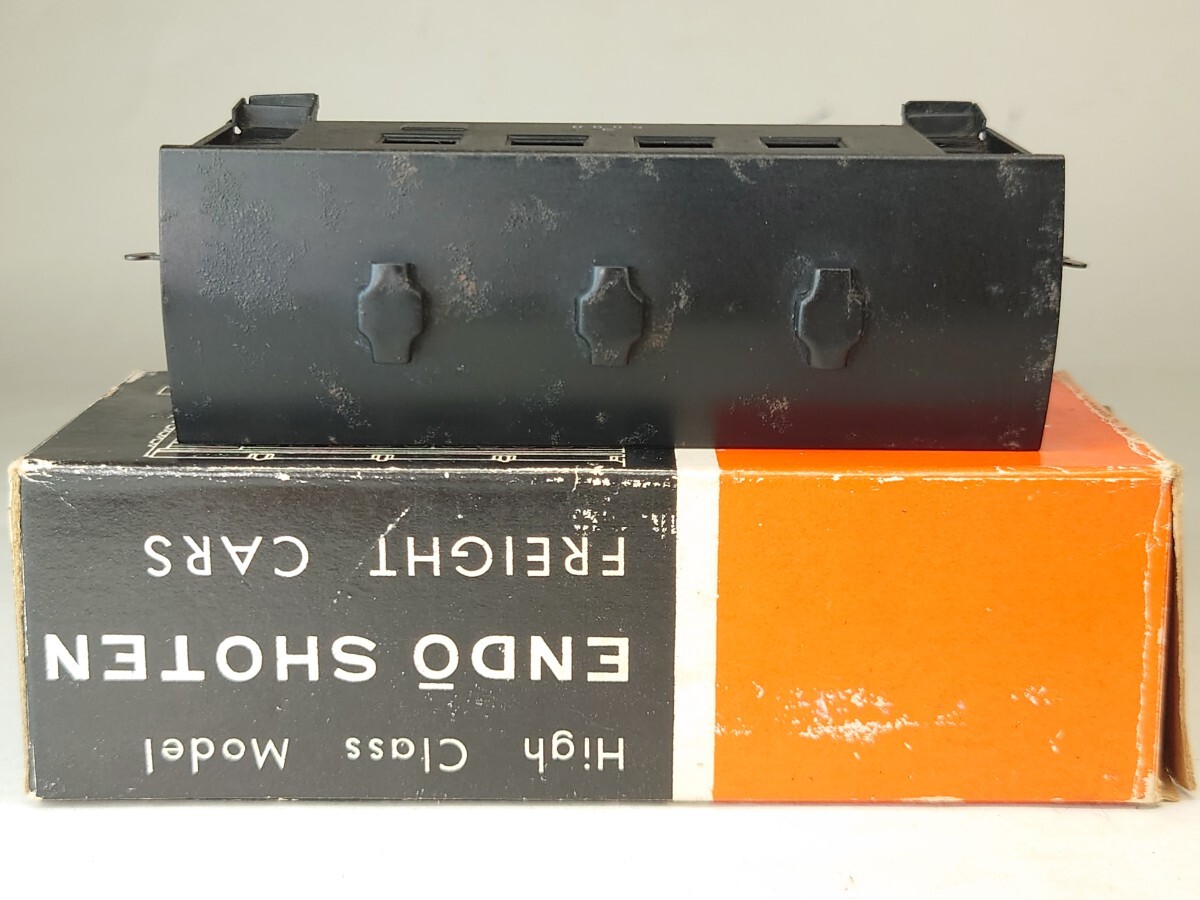 High Class Model
ENDŌ SHOTEN
FREIGHT CARS